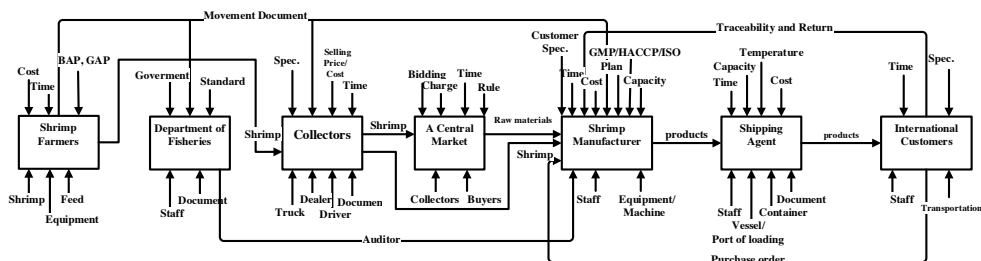 Movement Document
Traceability and Return
Customer
Spec.
GMP/HACCP/ISO
Plan
Time
Cost
Capacity
Temperature
Capacity
Time
Cost
Spec.
Time
BAP, GAP
Cost
Time
Goverment
Standard
Spec.
Selling
Price/
Cost
Time
Bidding
Charge
Time
Rule
Shrimp
Farmers
Department of
Fisheries
Shrimp
Collectors
Shrimp
A Central
Market
Raw materials
Shrimp
Shrimp
Manufacturer
products
Shipping
Agent
products
International
Customers
Shrimp
Equipment
Feed
Staff
Document
Truck
Dealer
Driver
Documen
Collectors
Buyers
Staff
Equipment/
Machine
Staff
Vessel/
Port of loading
Container
Document
Staff
Transportation
Auditor
Purchase order